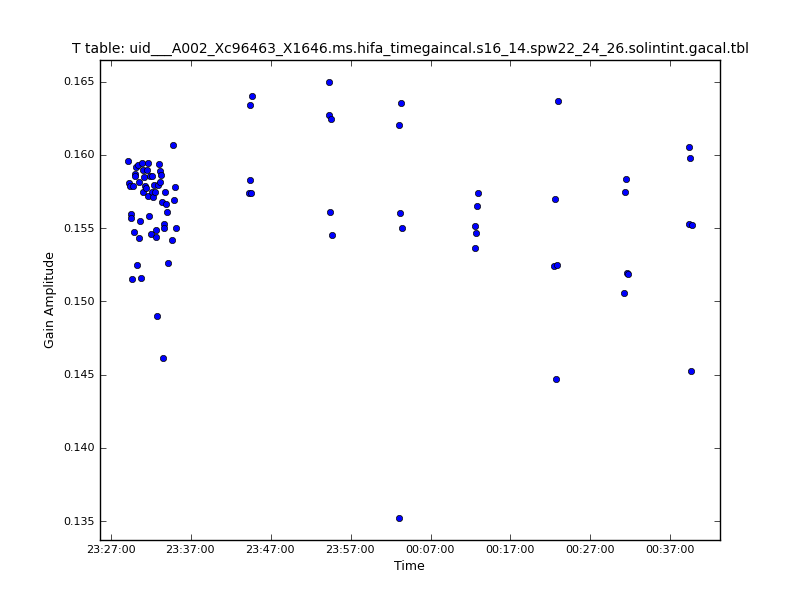 T table: uid___A002_Xc96463_X1646.ms.hifa_timegaincal.s16_14.spw22_24_26.solintint.gacal.tbl
0.165
0.160
0.155
0.150
0.145
0.140
0.135
Gain Amplitude
23:27:00 23:37:00 23:47:00 23:57:00 00:07:00 00:17:00 00:27:00 00:37:00
Time